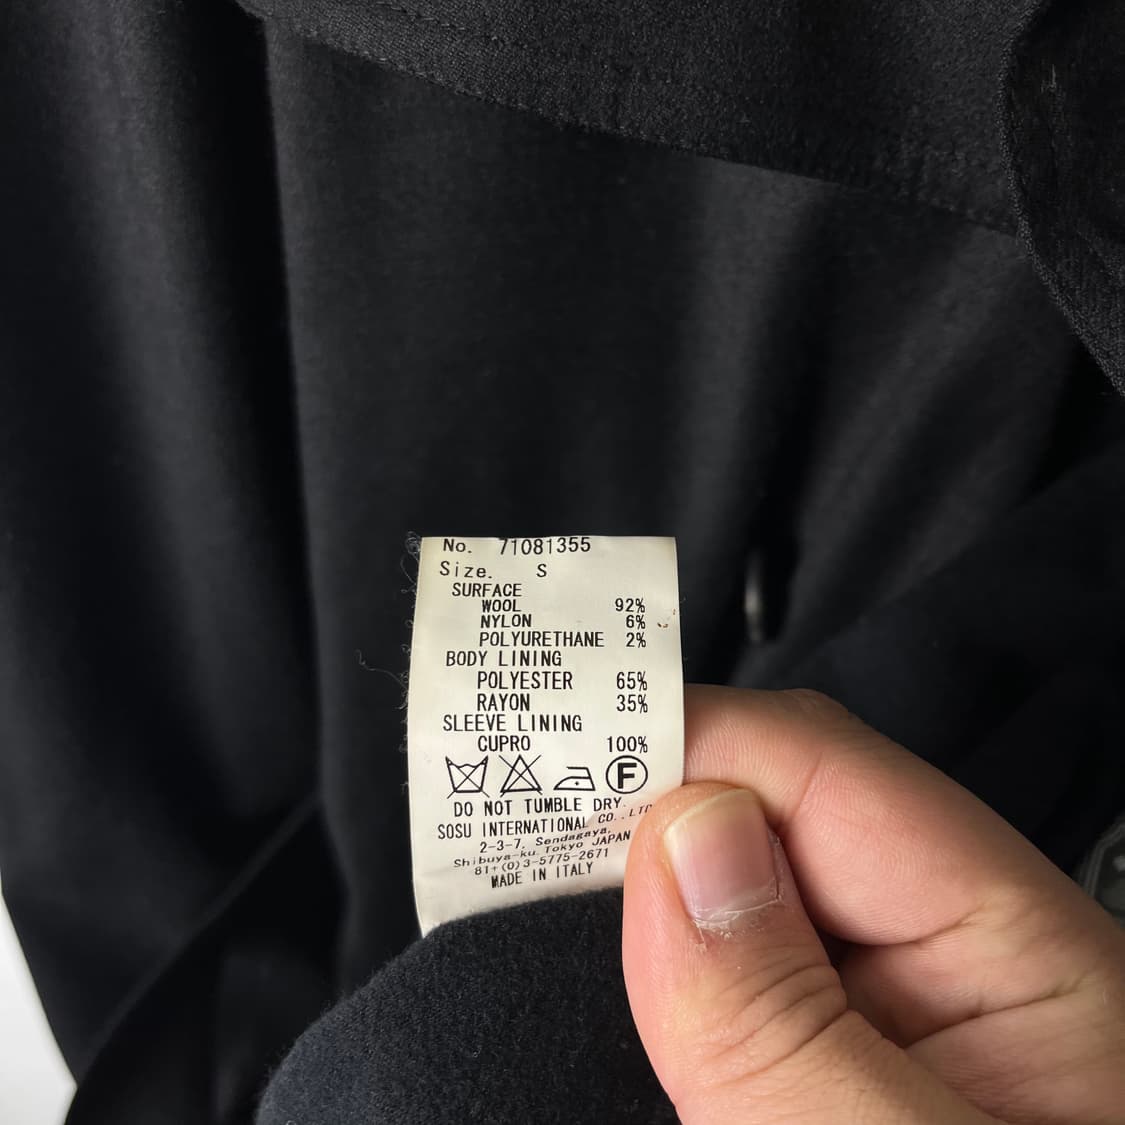 No. 71081355
Size. S
SURFACE
WOOL 92%
NYLON 6%
POLYURETHANE 2%
BODY LINING
POLYESTER 65%
RAYON 35%
SLEEVE LINING
CUPRO 100%
F
DO NOT TUMBLE DRY.
SOSU INTERNATIONAL CO.,LTD
2-3-7, Sendagaya,
Shibuya-ku, Tokyo JAPAN
81+(0)3-5775-2671
MADE IN ITALY